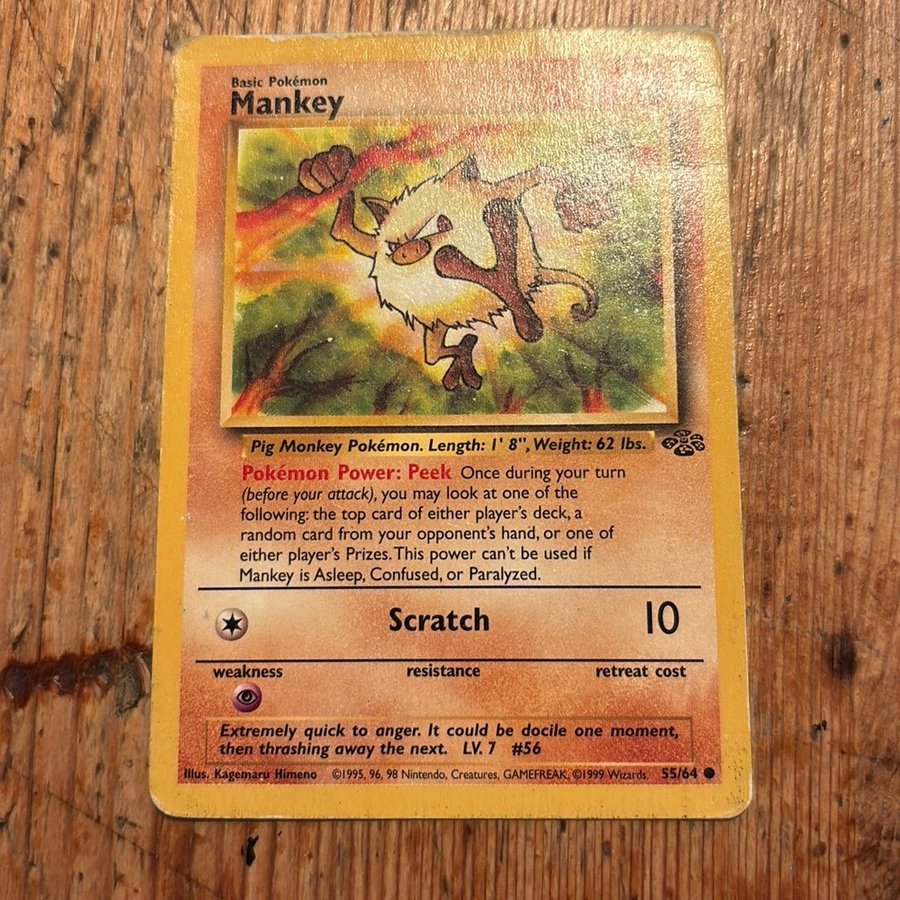 Basic Pokémon
Mankey
Pig Monkey Pokémon. Length: 1' 8", Weight: 62 lbs.
Pokémon Power: Peek Once during your turn
(before your attack), you may look at one of the
following: the top card of either player's deck, a
random card from your opponent's hand, or one of
either player's Prizes. This power can't be used if
Mankey is Asleep, Confused, or Paralyzed.
Scratch 10
weakness resistance retreat cost
Extremely quick to anger. It could be docile one moment,
then thrashing away the next. LV. 7 #56
Illus. Kagemaru Himeno ©1995, 96, 98 Nintendo, Creatures, GAMEFREAK, ©1999 Wizards. 55/64